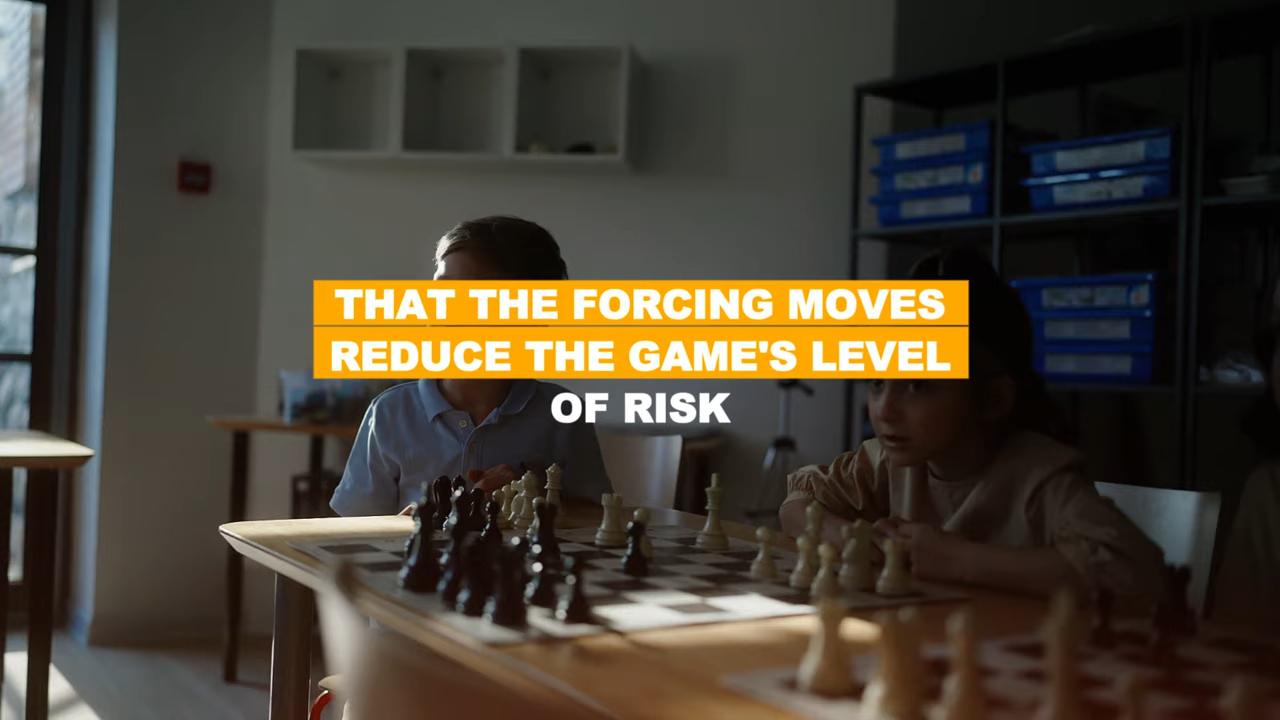 THAT THE FORCING MOVES
REDUCE THE GAME'S LEVEL
OF RISK